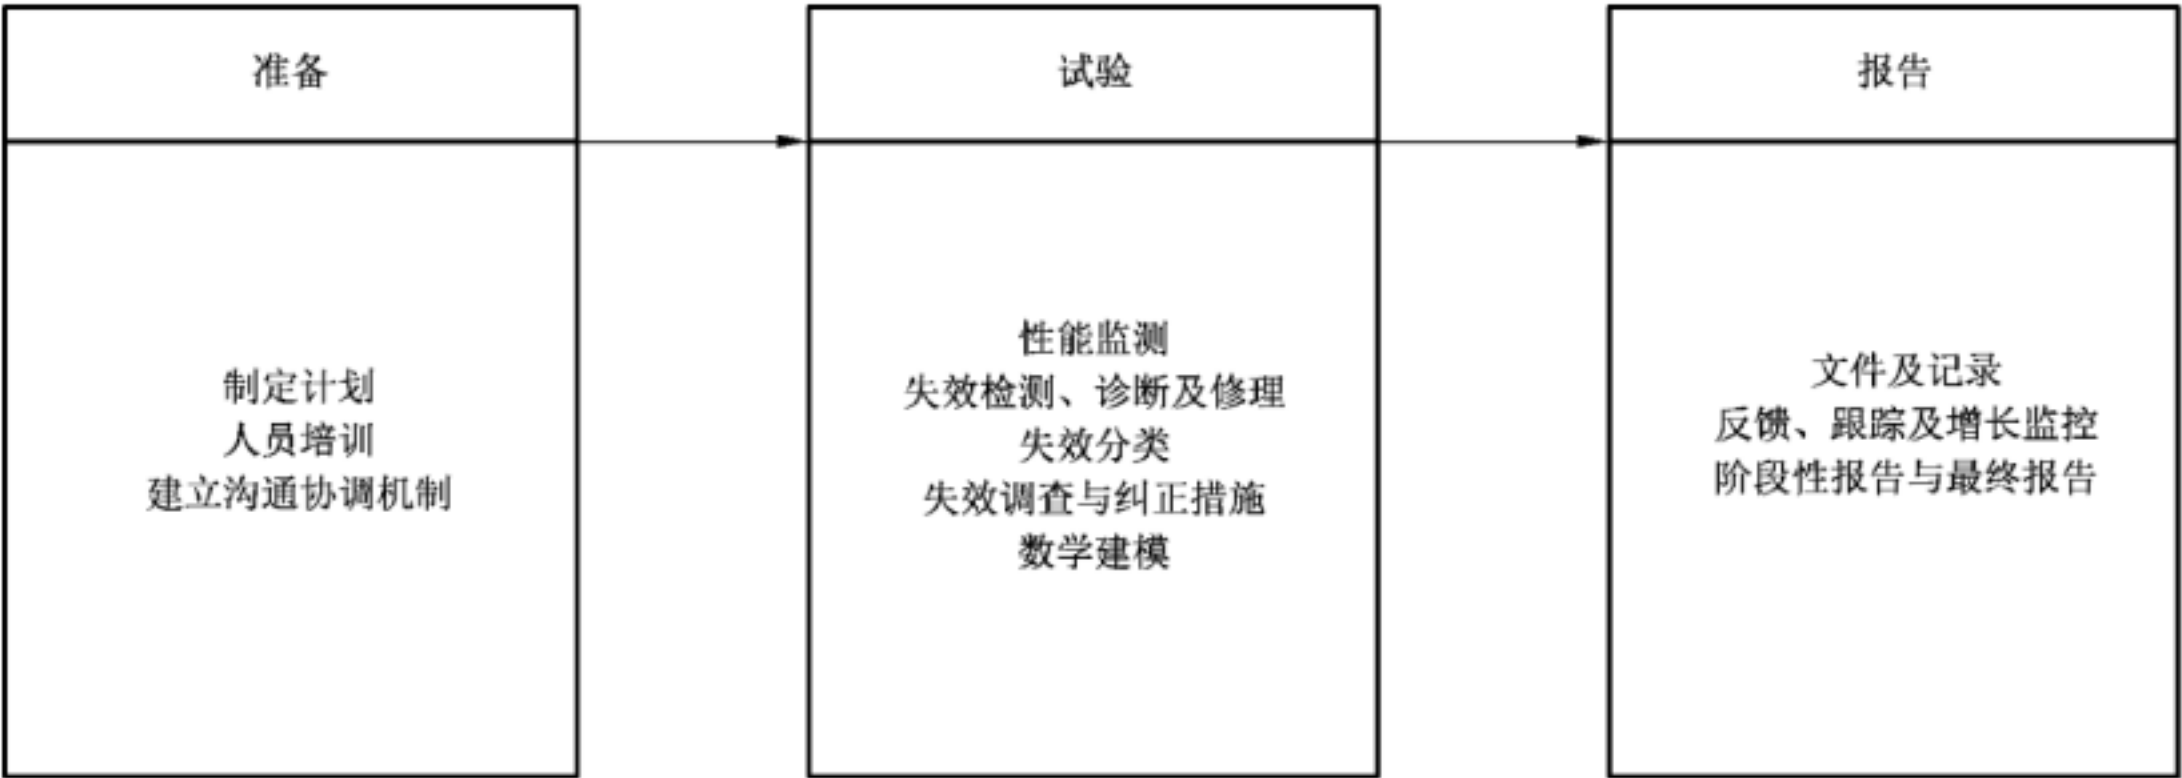 准备
制定计划
人员培训
建立沟通协调机制
试验
性能监测
失效检测、诊断及修理
失效分类
失效调查与纠正措施
数学建模
报告
文件及记录
反馈、跟踪及增长监控
阶段性报告与最终报告